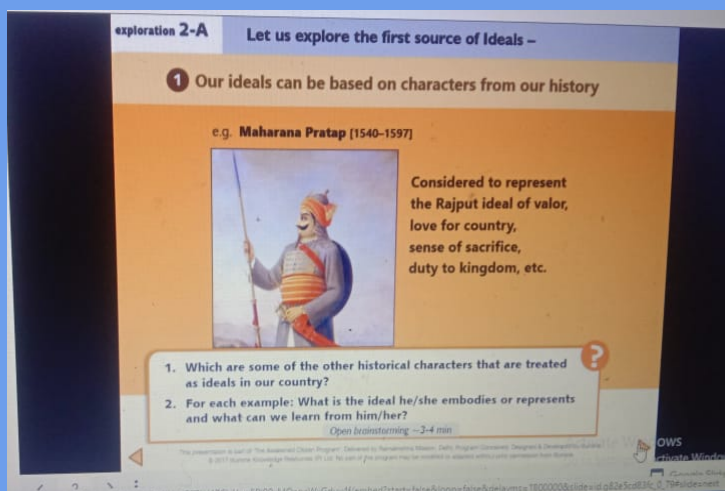 exploration 2-A
Let us explore the first source of Ideals –
1 Our ideals can be based on characters from our history
e.g. Maharana Pratap [1540–1597]
Considered to represent
the Rajput ideal of valor,
love for country,
sense of sacrifice,
duty to kingdom, etc.
?
1. Which are some of the other historical characters that are treated
as ideals in our country?
2. For each example: What is the ideal he/she embodies or represents
and what can we learn from him/her?
Open brainstorming ~3-4 min